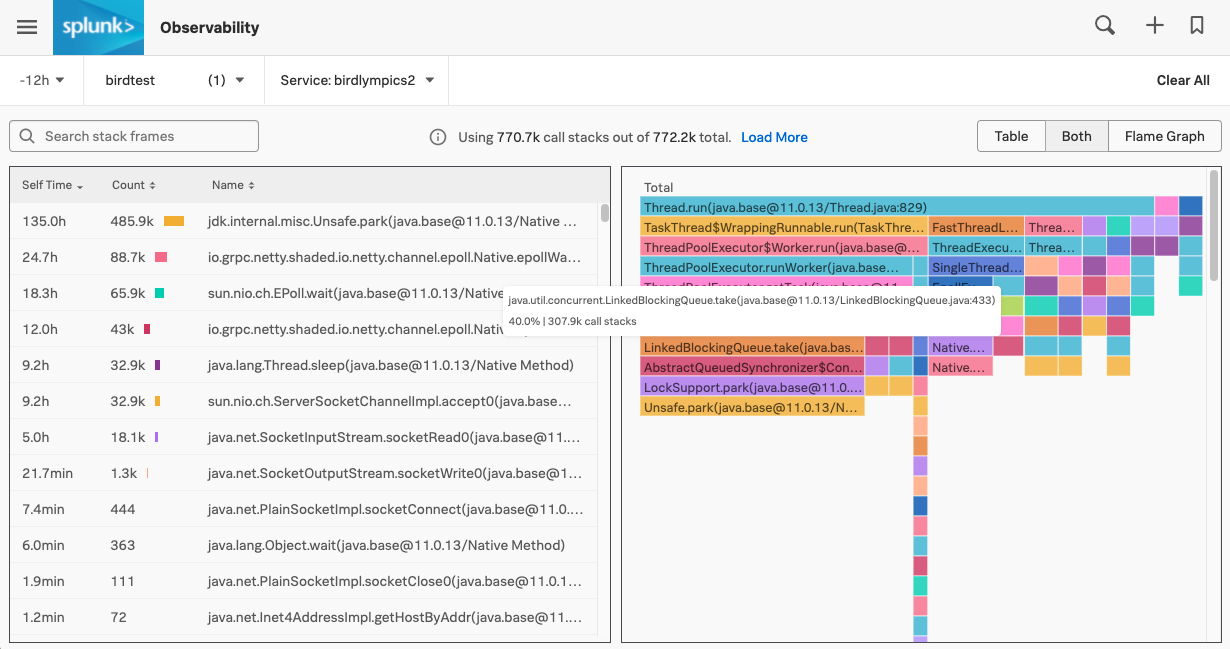 splunk> Observability
-12h birdtest (1) Service: birdlympics2 Clear All
Search stack frames Using 770.7k call stacks out of 772.2k total. Load More Table Both Flame Graph
Self Time Count Name
135.0h 485.9k jdk.internal.misc.Unsafe.park(java.base@11.0.13/Native ...
24.7h 88.7k io.grpc.netty.shaded.io.netty.channel.epoll.Native.epollWa...
18.3h 65.9k sun.nio.ch.EPoll.wait(java.base@11.0.13/Native
12.0h 43k io.grpc.netty.shaded.io.netty.channel.epoll.Native.
9.2h 32.9k java.lang.Thread.sleep(java.base@11.0.13/Native Method)
9.2h 32.9k sun.nio.ch.ServerSocketChannelImpl.accept0(java.base...
5.0h 18.1k java.net.SocketInputStream.socketRead0(java.base@11....
21.7min 1.3k java.net.SocketOutputStream.socketWrite0(java.base@1...
7.4min 444 java.net.PlainSocketImpl.socketConnect(java.base@11.0....
6.0min 363 java.lang.Object.wait(java.base@11.0.13/Native Method)
1.9min 111 java.net.PlainSocketImpl.socketClose0(java.base@11.0.1...
1.2min 72 java.net.Inet4AddressImpl.getHostByAddr(java.base@11....
Total
Thread.run(java.base@11.0.13/Thread.java:829)
TaskThread$WrappingRunnable.run(TaskThre... FastThreadL... Threa...
ThreadPoolExecutor$Worker.run(java.base@... ThreadExecu... Threa...
ThreadPoolExecutor.runWorker(java.base... SingleThread...
java.util.concurrent.LinkedBlockingQueue.take(java.base@11.0.13/LinkedBlockingQueue.java:433)
40.0% | 307.9k call stacks
LinkedBlockingQueue.take(java.bas... Native....
AbstractQueuedSynchronizer$Con... Native....
LockSupport.park(java.base@11.0....
Unsafe.park(java.base@11.0.13/N...